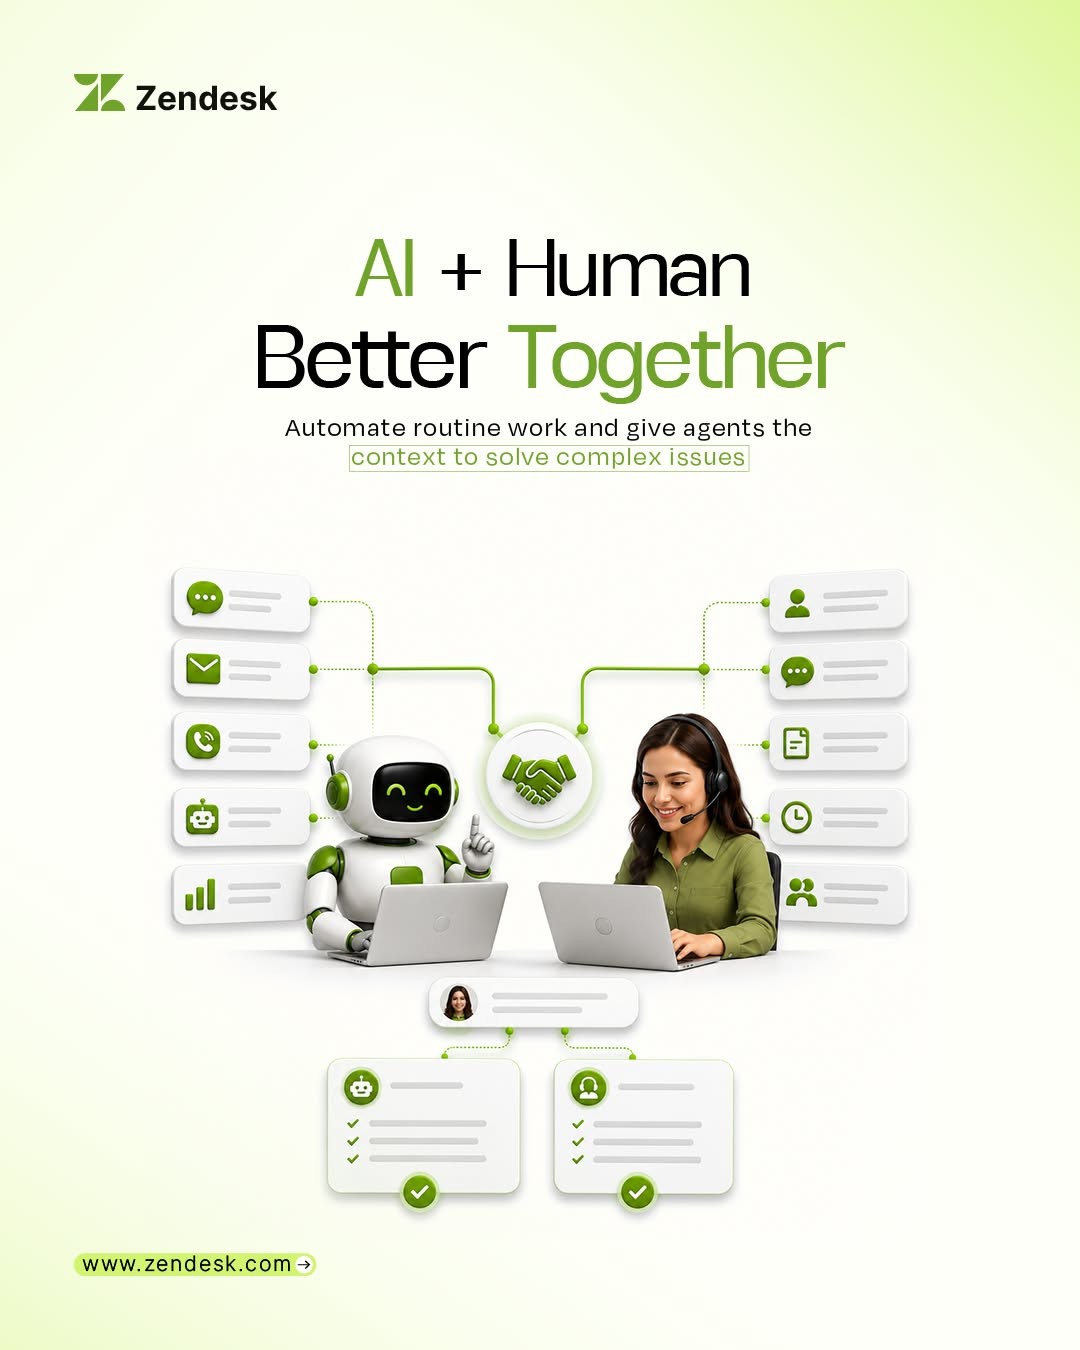 Zendesk
AI + Human
Better Together
Automate routine work and give agents the
context to solve complex issues
www.zendesk.com